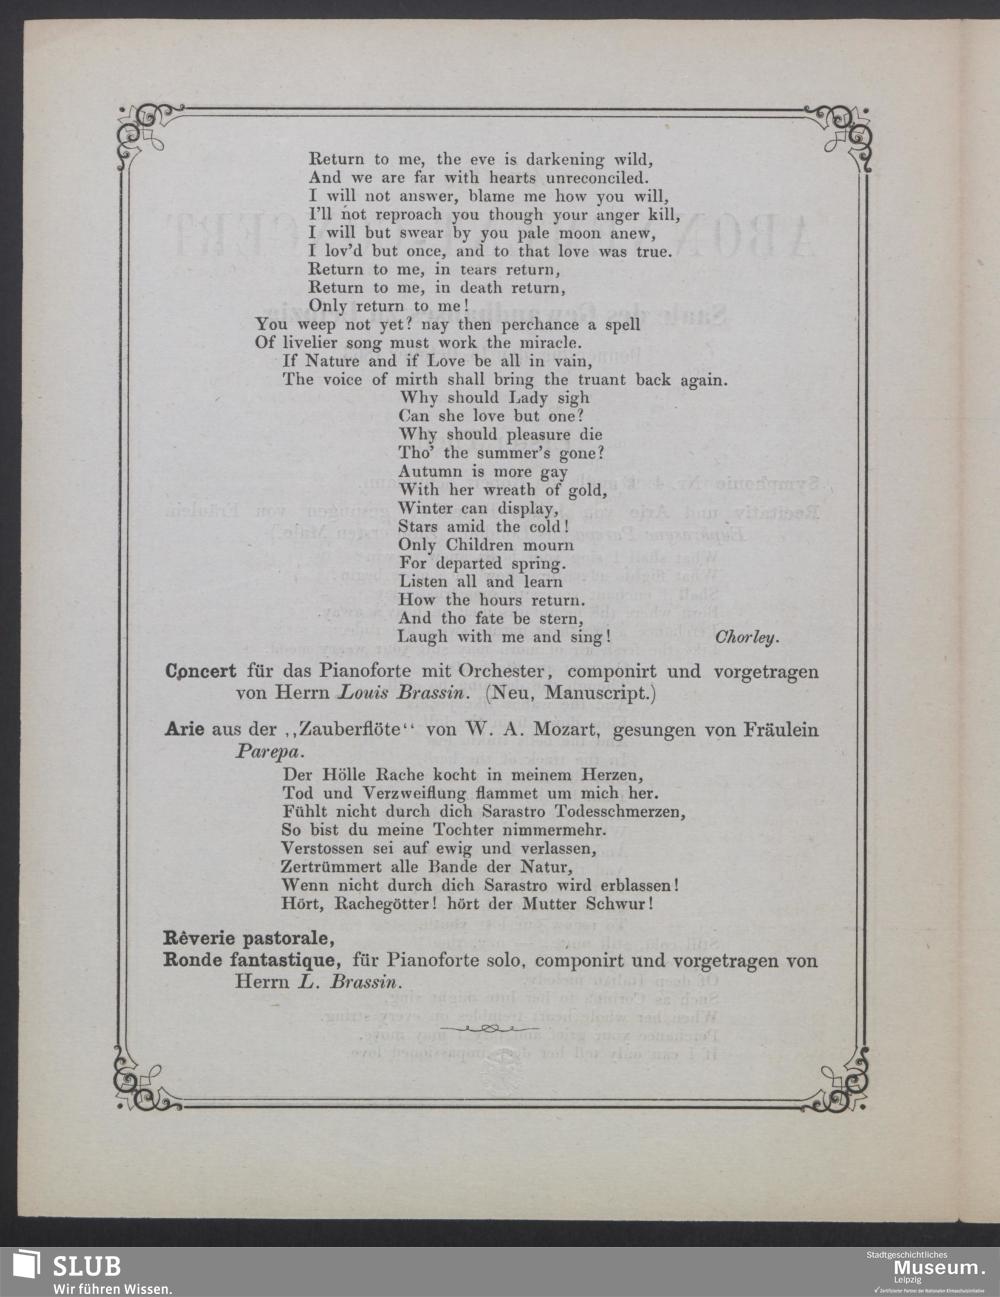 Return to me, the eve is darkening wild,
And we are far with hearts unreconciled.
I will not answer, blame me how you will,
I'll not reproach you though your anger kill,
I will but swear by you pale moon anew,
I lov'd but once, and to that love was true.
Return to me, in tears return,
Return to me, in death return,
Only return to me!
You weep not yet? nay then perchance a spell
Of livelier song must work the miracle.
If Nature and if Love be all in vain,
The voice of mirth shall bring the truant back again.
Why should Lady sigh
Can she love but one?
Why should pleasure die
Tho' the summer's gone?
Autumn is more gay
With her wreath of gold,
Winter can display,
Stars amid the cold!
Only Children mourn
For departed spring.
Listen all and learn
How the hours return.
And tho fate be stern,
Laugh with me and sing! Chorley.
Concert für das Pianoforte mit Orchester, componirt und vorgetragen
von Herrn Louis Brassin. (Neu, Manuscript.)
Arie aus der ,,Zauberflöte“ von W. A. Mozart, gesungen von Fräulein
Parepa.
Der Hölle Rache kocht in meinem Herzen,
Tod und Verzweiflung flammet um mich her.
Fühlt nicht durch dich Sarastro Todesschmerzen,
So bist du meine Tochter nimmermehr.
Verstossen sei auf ewig und verlassen,
Zertrümmert alle Bande der Natur,
Wenn nicht durch dich Sarastro wird erblassen!
Hört, Rachegötter! hört der Mutter Schwur!
Rêverie pastorale,
Ronde fantastique, für Pianoforte solo, componirt und vorgetragen von
Herrn L. Brassin.
SLUB
Wir führen Wissen.
Stadtgeschichtliches
Museum.
Leipzig
Zertifizierter Partner der Nationalen Klimaschutzinitiative